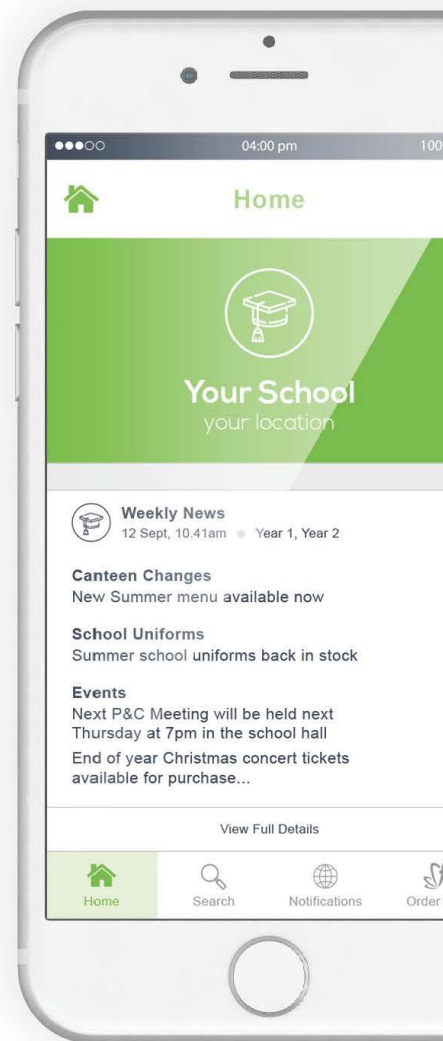 04:00 pm
100
Home
Your School
your location
Weekly News
12 Sept, 10.41am Year 1, Year 2
Canteen Changes
New Summer menu available now
School Uniforms
Summer school uniforms back in stock
Events
Next P&C Meeting will be held next
Thursday at 7pm in the school hall
End of year Christmas concert tickets
available for purchase...
View Full Details
Home Search Notifications Order